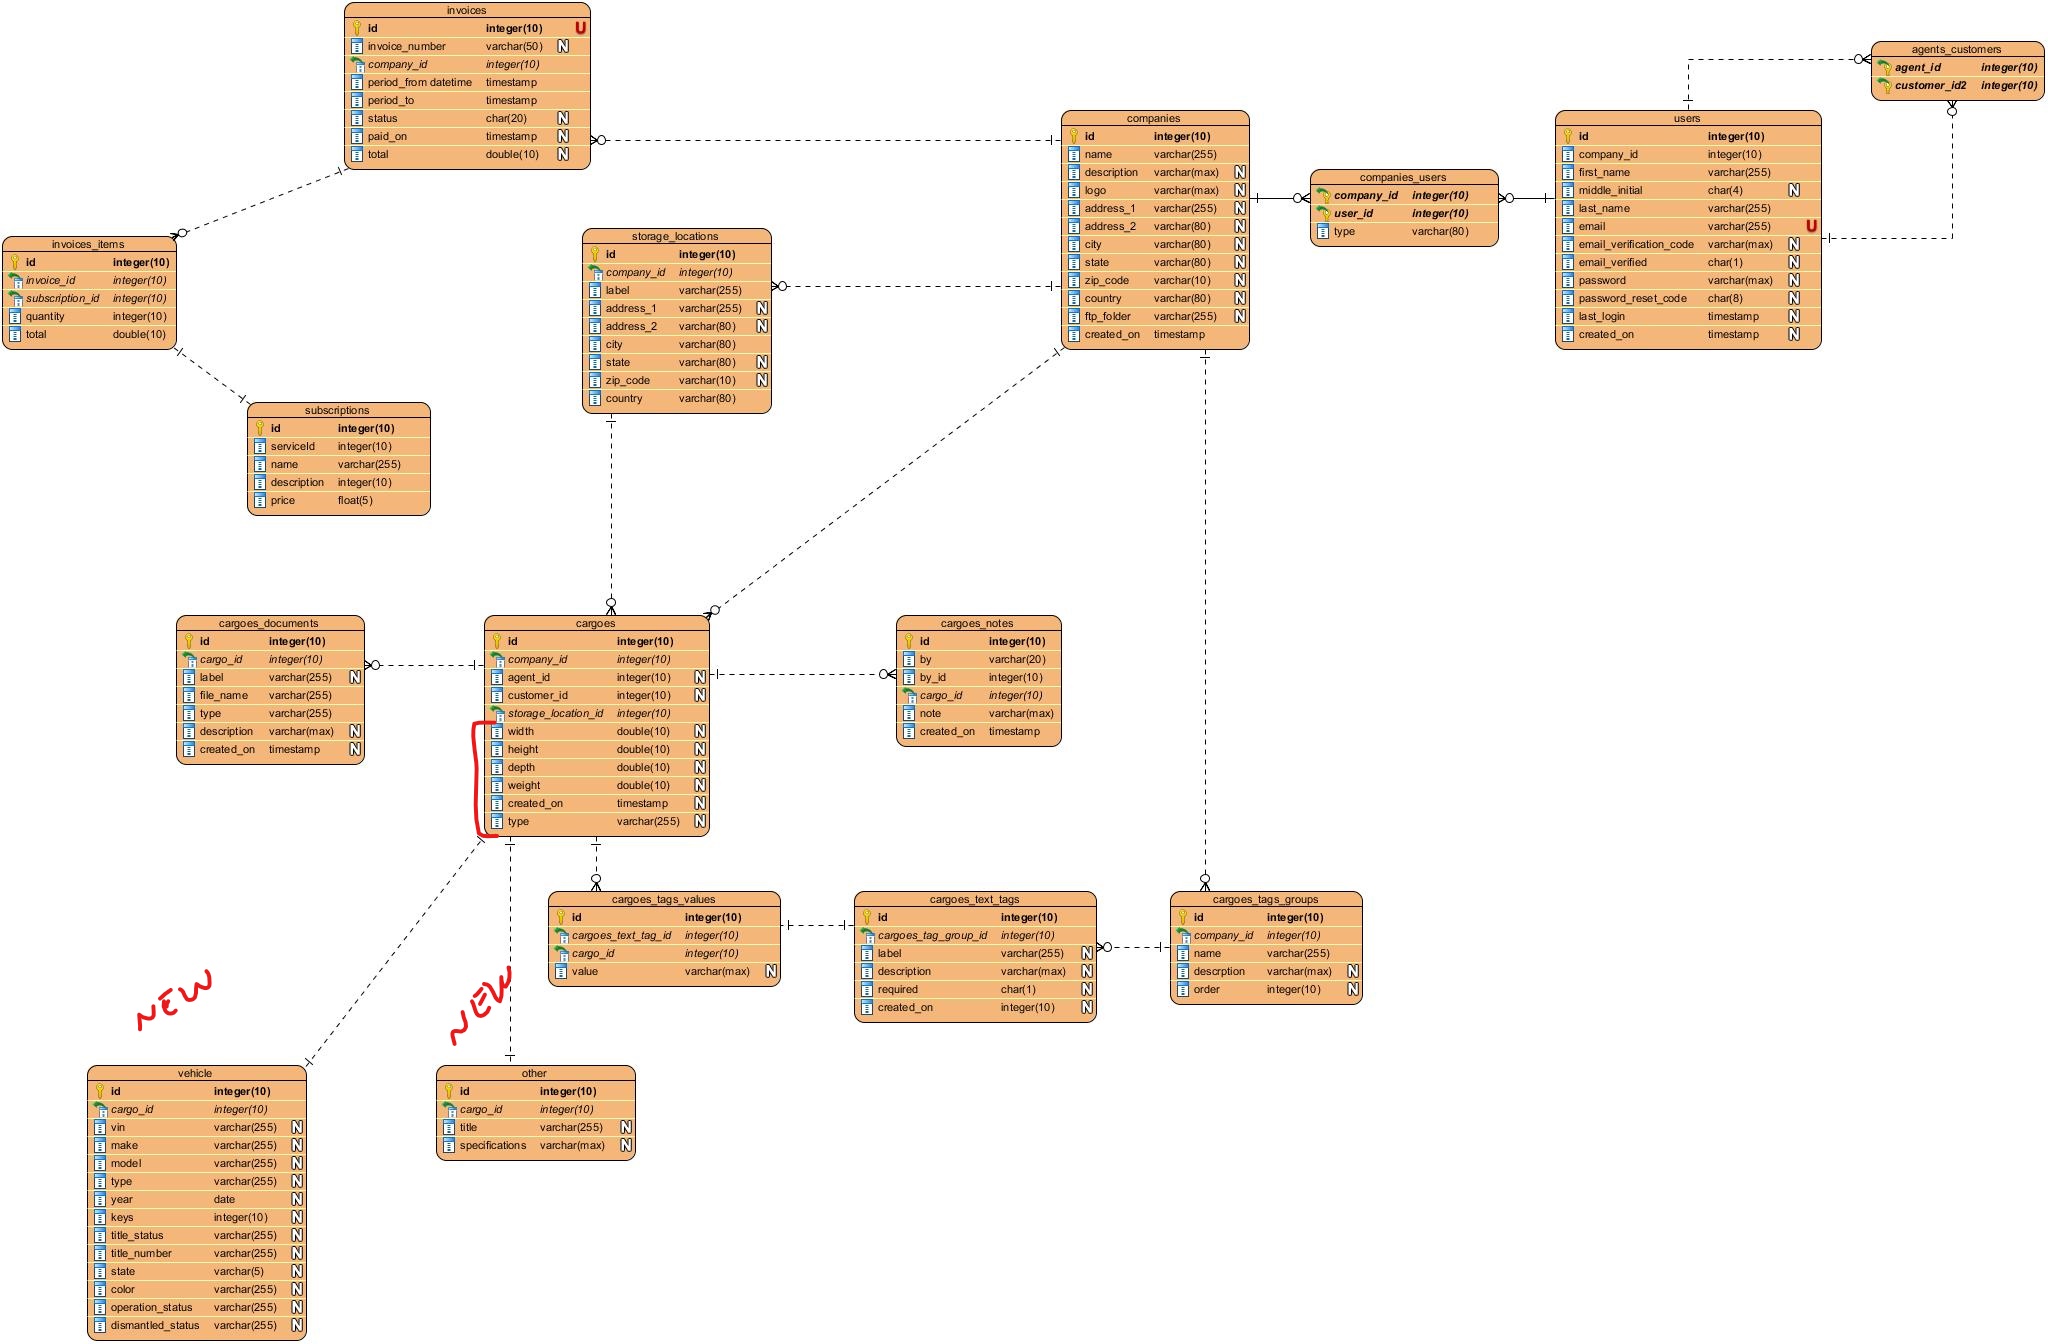 invoices
id integer(10) U
invoice_number varchar(50) N
company_id integer(10)
period_from datetime timestamp
period_to timestamp
status char(20) N
paid_on timestamp N
total double(10) N
agents_customers
agent_id integer(10)
customer_id2 integer(10)
companies
id integer(10)
name varchar(255)
description varchar(max) N
logo varchar(max) N
address_1 varchar(255) N
address_2 varchar(80) N
city varchar(80) N
state varchar(80) N
zip_code varchar(10) N
country varchar(80) N
ftp_folder varchar(255) N
created_on timestamp
companies_users
company_id integer(10)
user_id integer(10)
type varchar(80)
users
id integer(10)
company_id integer(10)
first_name varchar(255)
middle_initial char(4) N
last_name varchar(255)
email varchar(255) U
email_verification_code varchar(max) N
email_verified char(1) N
password varchar(max) N
password_reset_code char(8) N
last_login timestamp N
created_on timestamp N
invoices_items
id integer(10)
invoice_id integer(10)
subscription_id integer(10)
quantity integer(10)
total double(10)
storage_locations
id integer(10)
company_id integer(10)
label varchar(255)
address_1 varchar(255) N
address_2 varchar(80) N
city varchar(80)
state varchar(80) N
zip_code varchar(10) N
country varchar(80)
subscriptions
id integer(10)
serviceId integer(10)
name varchar(255)
description integer(10)
price float(5)
cargoes_documents
id integer(10)
cargo_id integer(10)
label varchar(255) N
file_name varchar(255)
type varchar(255)
description varchar(max) N
created_on timestamp N
cargoes
id integer(10)
company_id integer(10)
agent_id integer(10) N
customer_id integer(10) N
storage_location_id integer(10)
width double(10) N
height double(10) N
depth double(10) N
weight double(10) N
created_on timestamp N
type varchar(255) N
cargoes_notes
id integer(10)
by varchar(20)
by_id integer(10)
cargo_id integer(10)
note varchar(max)
created_on timestamp
cargoes_tags_values
id integer(10)
cargoes_text_tag_id integer(10)
cargo_id integer(10)
value varchar(max) N
cargoes_text_tags
id integer(10)
cargoes_tag_group_id integer(10)
label varchar(255) N
description varchar(max) N
required char(1) N
created_on integer(10) N
cargoes_tags_groups
id integer(10)
company_id integer(10)
name varchar(255)
descrption varchar(max) N
order integer(10) N
NEW
NEW
vehicle
id integer(10)
cargo_id integer(10)
vin varchar(255) N
make varchar(255) N
model varchar(255) N
type varchar(255) N
year date N
keys integer(10) N
title_status varchar(255) N
title_number varchar(255) N
state varchar(5) N
color varchar(255) N
operation_status varchar(255) N
dismantled_status varchar(255) N
other
id integer(10)
cargo_id integer(10)
title varchar(255) N
specifications varchar(max) N